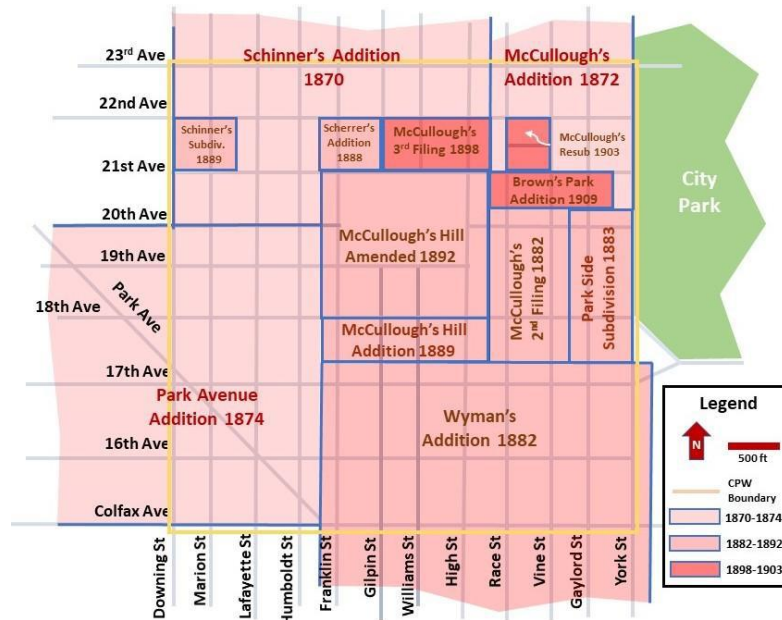 23rd Ave
Schinner's Addition
1870
McCullough's
Addition 1872
22nd Ave
Schinner's
Subdiv.
1889
Scherrer's
Addition
1888
McCullough's
3rd Filing 1898
McCullough's
Resub 1903
21st Ave
Brown's Park
Addition 1909
City
Park
20th Ave
19th Ave
McCullough's Hill
Amended 1892
McCullough's
2nd Filing 1882
Park Side
Subdivision 1883
18th Ave
Park Ave
McCullough's Hill
Addition 1889
17th Ave
Park Avenue
Addition 1874
Wyman's
Addition 1882
16th Ave
Colfax Ave
Downing St
Marion St
Lafayette St
Humboldt St
Franklin St
Gilpin St
Williams St
High St
Race St
Vine St
Gaylord St
York St
Legend
N
500 ft
CPW
Boundary
1870-1874
1882-1892
1898-1903